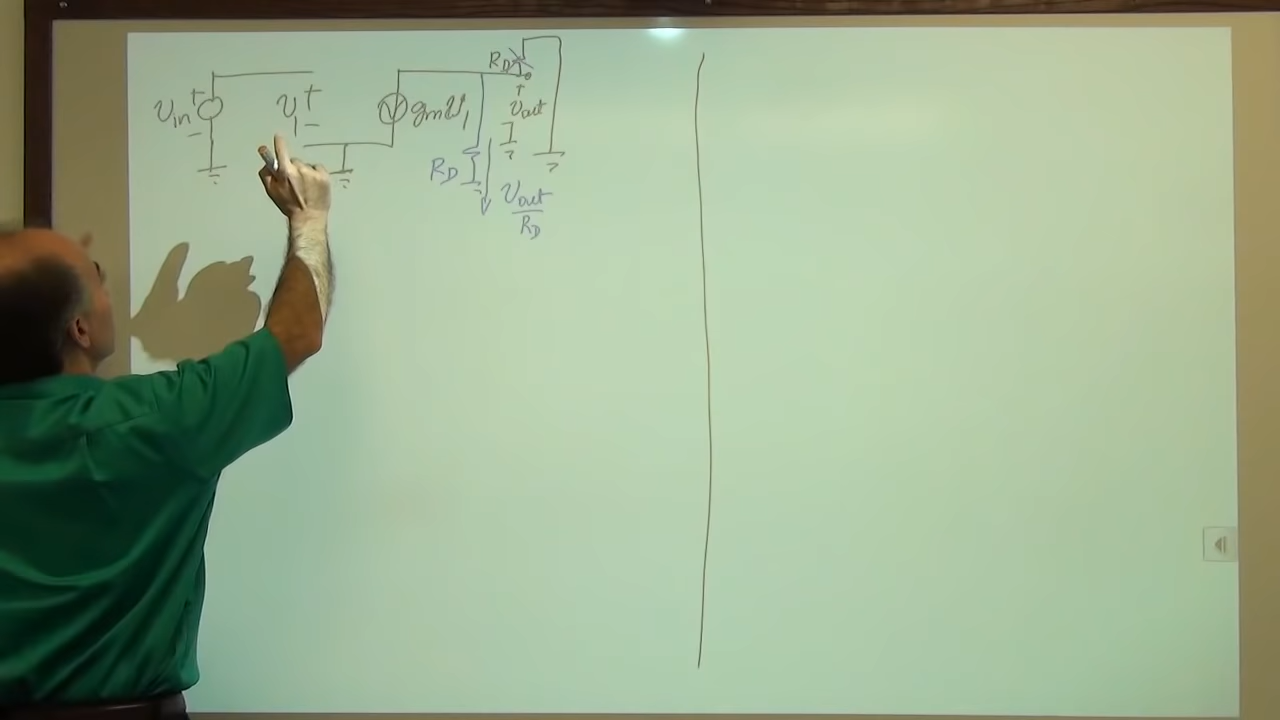 R_D
v_in + −
v_1 + −
g_m v_1
+ v_out −
R_D
v_out / R_D